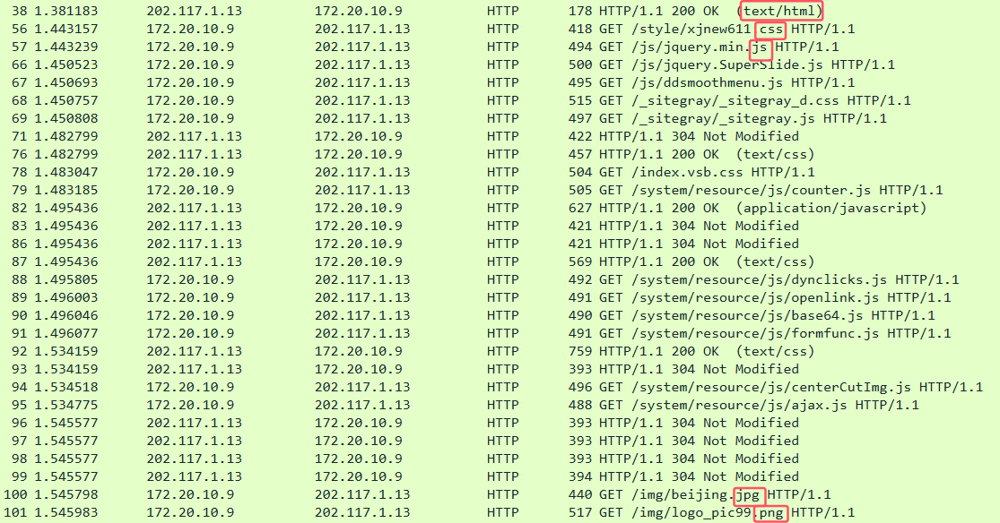 38 1.381183 202.117.1.13 172.20.10.9 HTTP 178 HTTP/1.1 200 OK (text/html)
56 1.443157 172.20.10.9 202.117.1.13 HTTP 418 GET /style/xjnew611.css HTTP/1.1
57 1.443239 172.20.10.9 202.117.1.13 HTTP 494 GET /js/jquery.min.js HTTP/1.1
66 1.450523 172.20.10.9 202.117.1.13 HTTP 500 GET /js/jquery.SuperSlide.js HTTP/1.1
67 1.450693 172.20.10.9 202.117.1.13 HTTP 495 GET /js/ddsmoothmenu.js HTTP/1.1
68 1.450757 172.20.10.9 202.117.1.13 HTTP 515 GET /_sitegray/_sitegray_d.css HTTP/1.1
69 1.450808 172.20.10.9 202.117.1.13 HTTP 497 GET /_sitegray/_sitegray.js HTTP/1.1
71 1.482799 202.117.1.13 172.20.10.9 HTTP 422 HTTP/1.1 304 Not Modified
76 1.482799 202.117.1.13 172.20.10.9 HTTP 457 HTTP/1.1 200 OK (text/css)
78 1.483047 172.20.10.9 202.117.1.13 HTTP 504 GET /index.vsb.css HTTP/1.1
79 1.483185 172.20.10.9 202.117.1.13 HTTP 505 GET /system/resource/js/counter.js HTTP/1.1
82 1.495436 202.117.1.13 172.20.10.9 HTTP 627 HTTP/1.1 200 OK (application/javascript)
83 1.495436 202.117.1.13 172.20.10.9 HTTP 421 HTTP/1.1 304 Not Modified
86 1.495436 202.117.1.13 172.20.10.9 HTTP 421 HTTP/1.1 304 Not Modified
87 1.495436 202.117.1.13 172.20.10.9 HTTP 569 HTTP/1.1 200 OK (text/css)
88 1.495805 172.20.10.9 202.117.1.13 HTTP 492 GET /system/resource/js/dynclicks.js HTTP/1.1
89 1.496003 172.20.10.9 202.117.1.13 HTTP 491 GET /system/resource/js/openlink.js HTTP/1.1
90 1.496046 172.20.10.9 202.117.1.13 HTTP 490 GET /system/resource/js/base64.js HTTP/1.1
91 1.496077 172.20.10.9 202.117.1.13 HTTP 491 GET /system/resource/js/formfunc.js HTTP/1.1
92 1.534159 202.117.1.13 172.20.10.9 HTTP 759 HTTP/1.1 200 OK (text/css)
93 1.534159 202.117.1.13 172.20.10.9 HTTP 393 HTTP/1.1 304 Not Modified
94 1.534518 172.20.10.9 202.117.1.13 HTTP 496 GET /system/resource/js/centerCutImg.js HTTP/1.1
95 1.534775 172.20.10.9 202.117.1.13 HTTP 488 GET /system/resource/js/ajax.js HTTP/1.1
96 1.545577 202.117.1.13 172.20.10.9 HTTP 393 HTTP/1.1 304 Not Modified
97 1.545577 202.117.1.13 172.20.10.9 HTTP 393 HTTP/1.1 304 Not Modified
98 1.545577 202.117.1.13 172.20.10.9 HTTP 393 HTTP/1.1 304 Not Modified
99 1.545577 202.117.1.13 172.20.10.9 HTTP 394 HTTP/1.1 304 Not Modified
100 1.545798 172.20.10.9 202.117.1.13 HTTP 440 GET /img/beijing.jpg HTTP/1.1
101 1.545983 172.20.10.9 202.117.1.13 HTTP 517 GET /img/logo_pic99.png HTTP/1.1